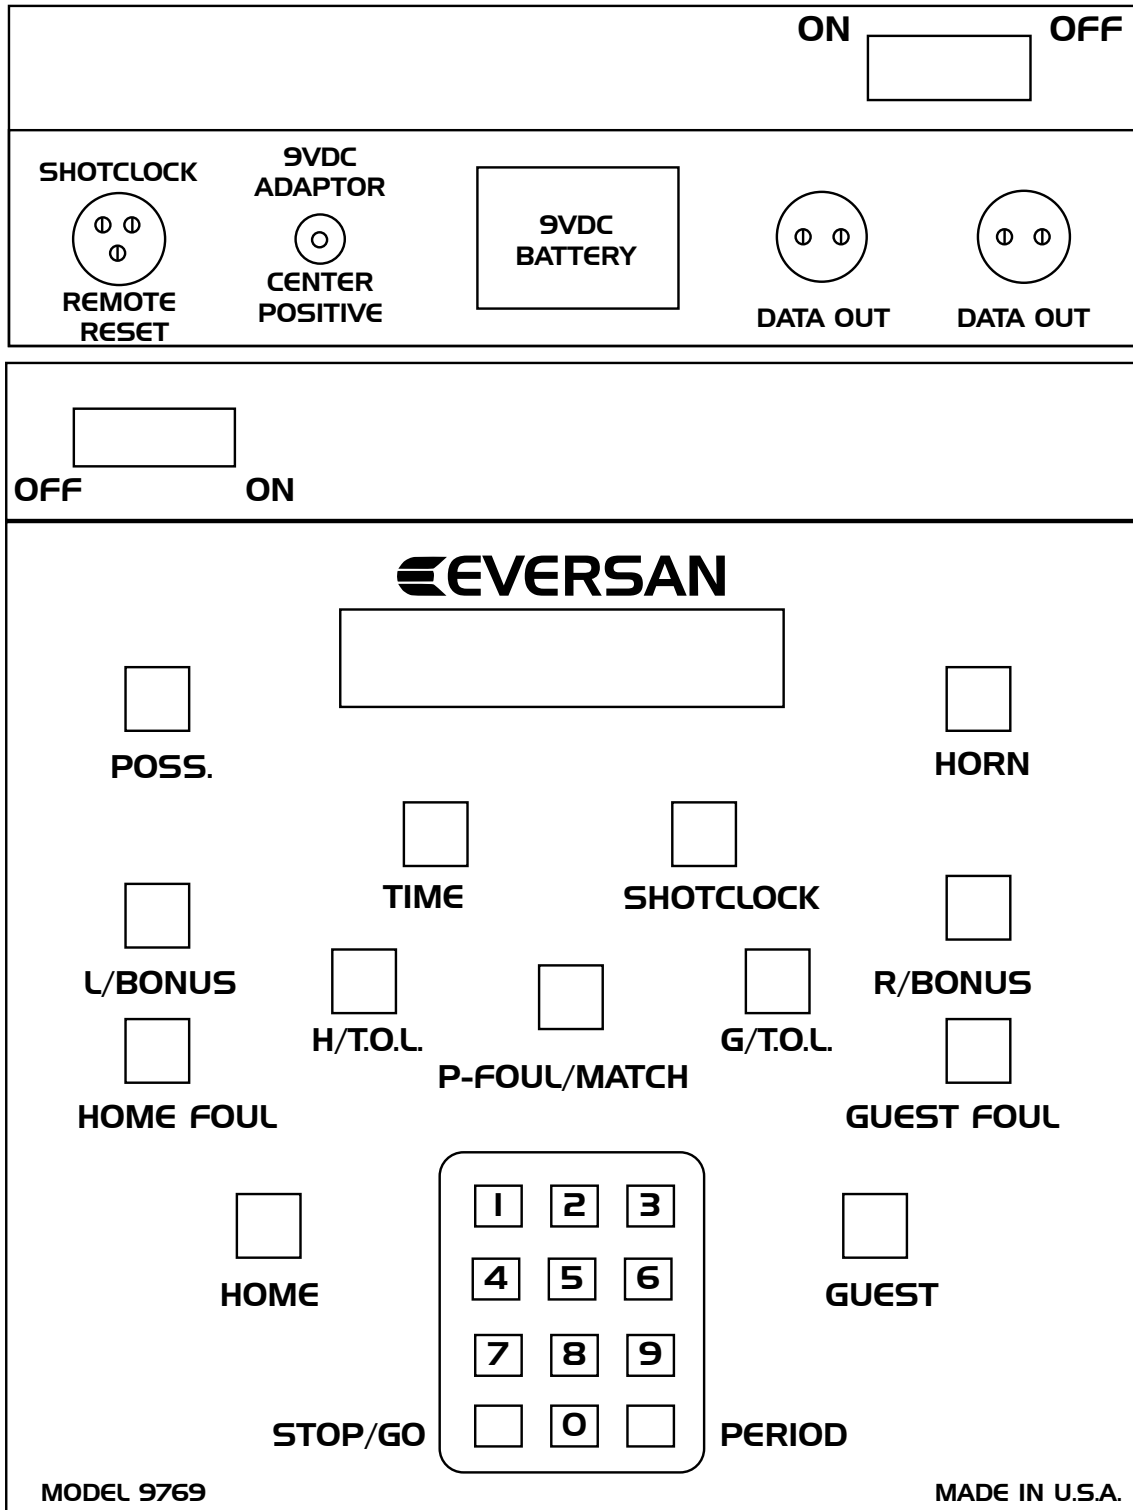 ON OFF
SHOTCLOCK
REMOTE
RESET
9VDC
ADAPTOR
CENTER
POSITIVE
9VDC
BATTERY
DATA OUT
DATA OUT
OFF ON
EVERSAN
POSS.
HORN
TIME
SHOTCLOCK
L/BONUS
R/BONUS
H/T.O.L.
G/T.O.L.
P-FOUL/MATCH
HOME FOUL
GUEST FOUL
1 2 3
HOME
4 5 6
GUEST
7 8 9
STOP/GO
0
PERIOD
MODEL 9769
MADE IN U.S.A.